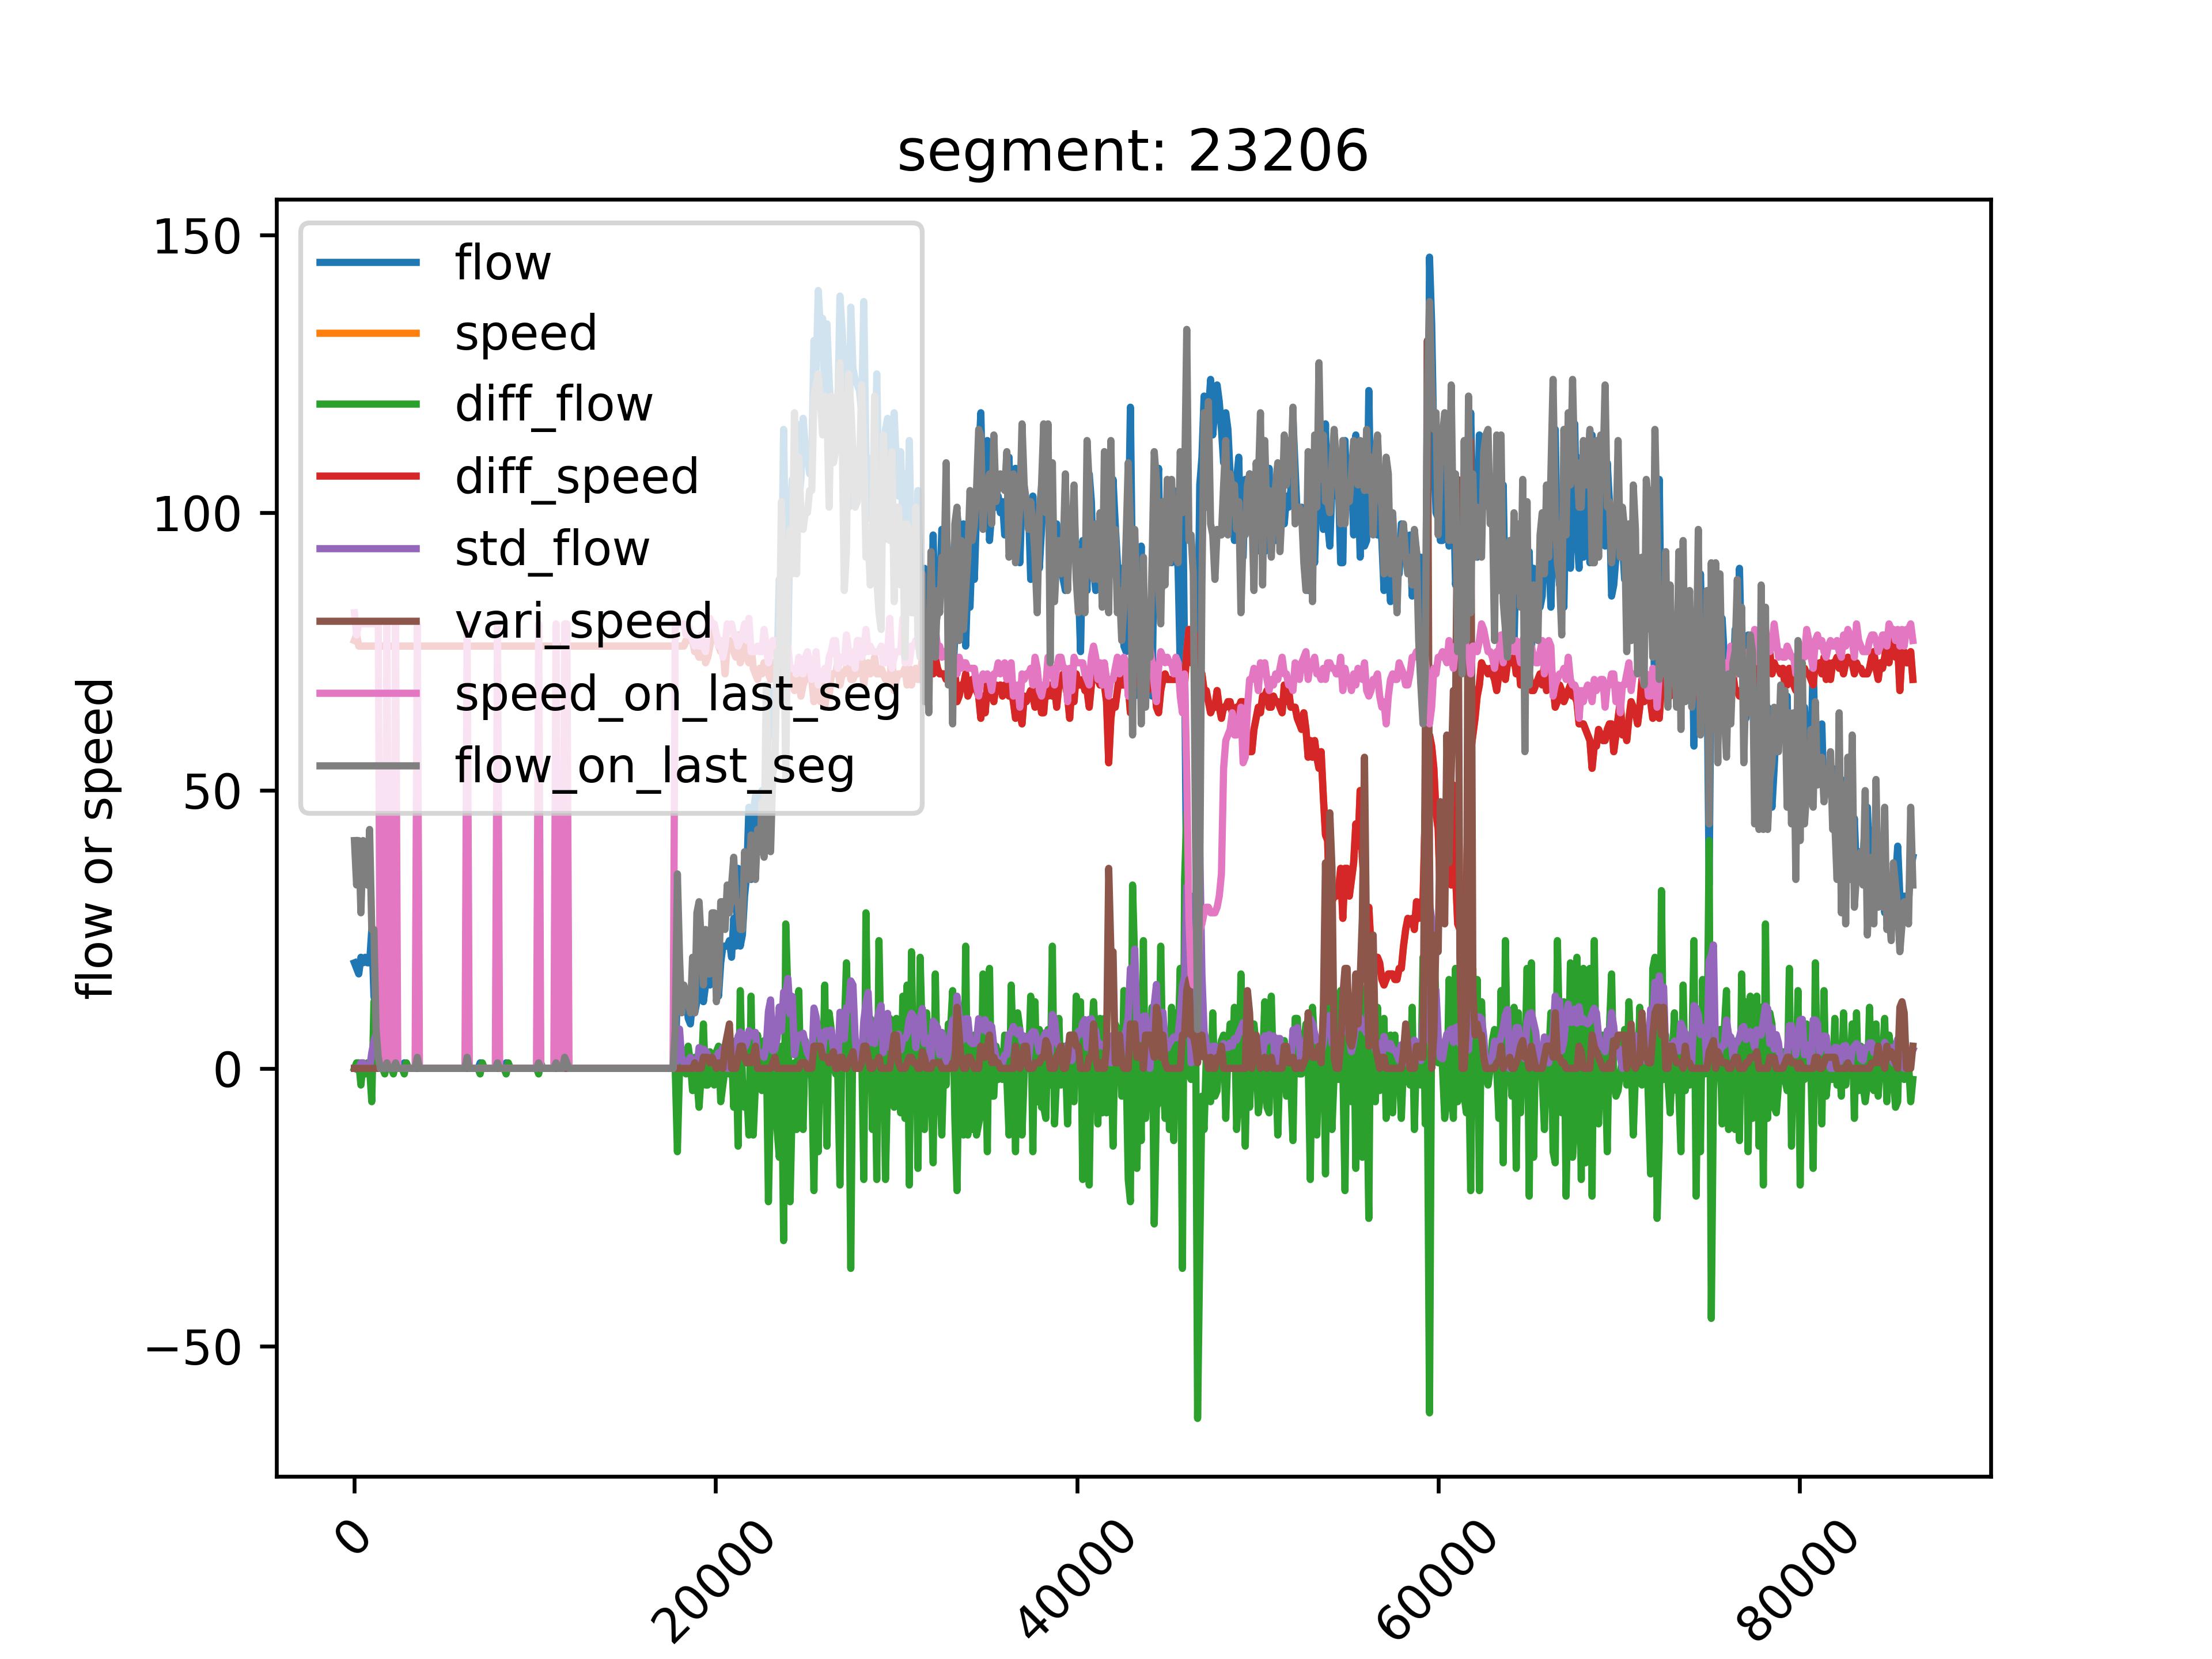 segment: 23206
150
100
50
0
−50
flow or speed
flow
speed
diff_flow
diff_speed
std_flow
vari_speed
speed_on_last_seg
flow_on_last_seg
0
20000
40000
60000
80000